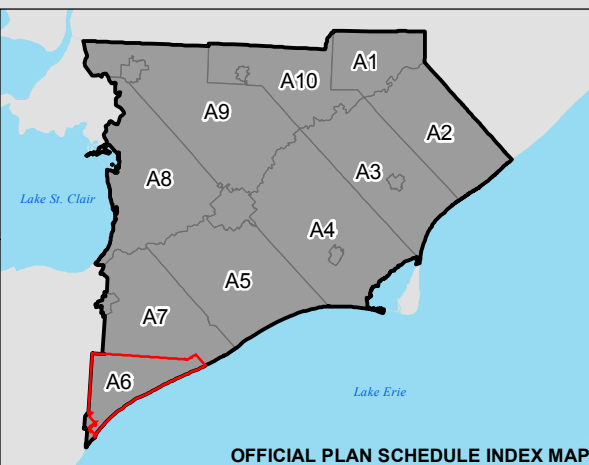 A1
A10
A9
A2
A3
A8
Lake St. Clair
A4
A5
A7
A6
Lake Erie
OFFICIAL PLAN SCHEDULE INDEX MAP